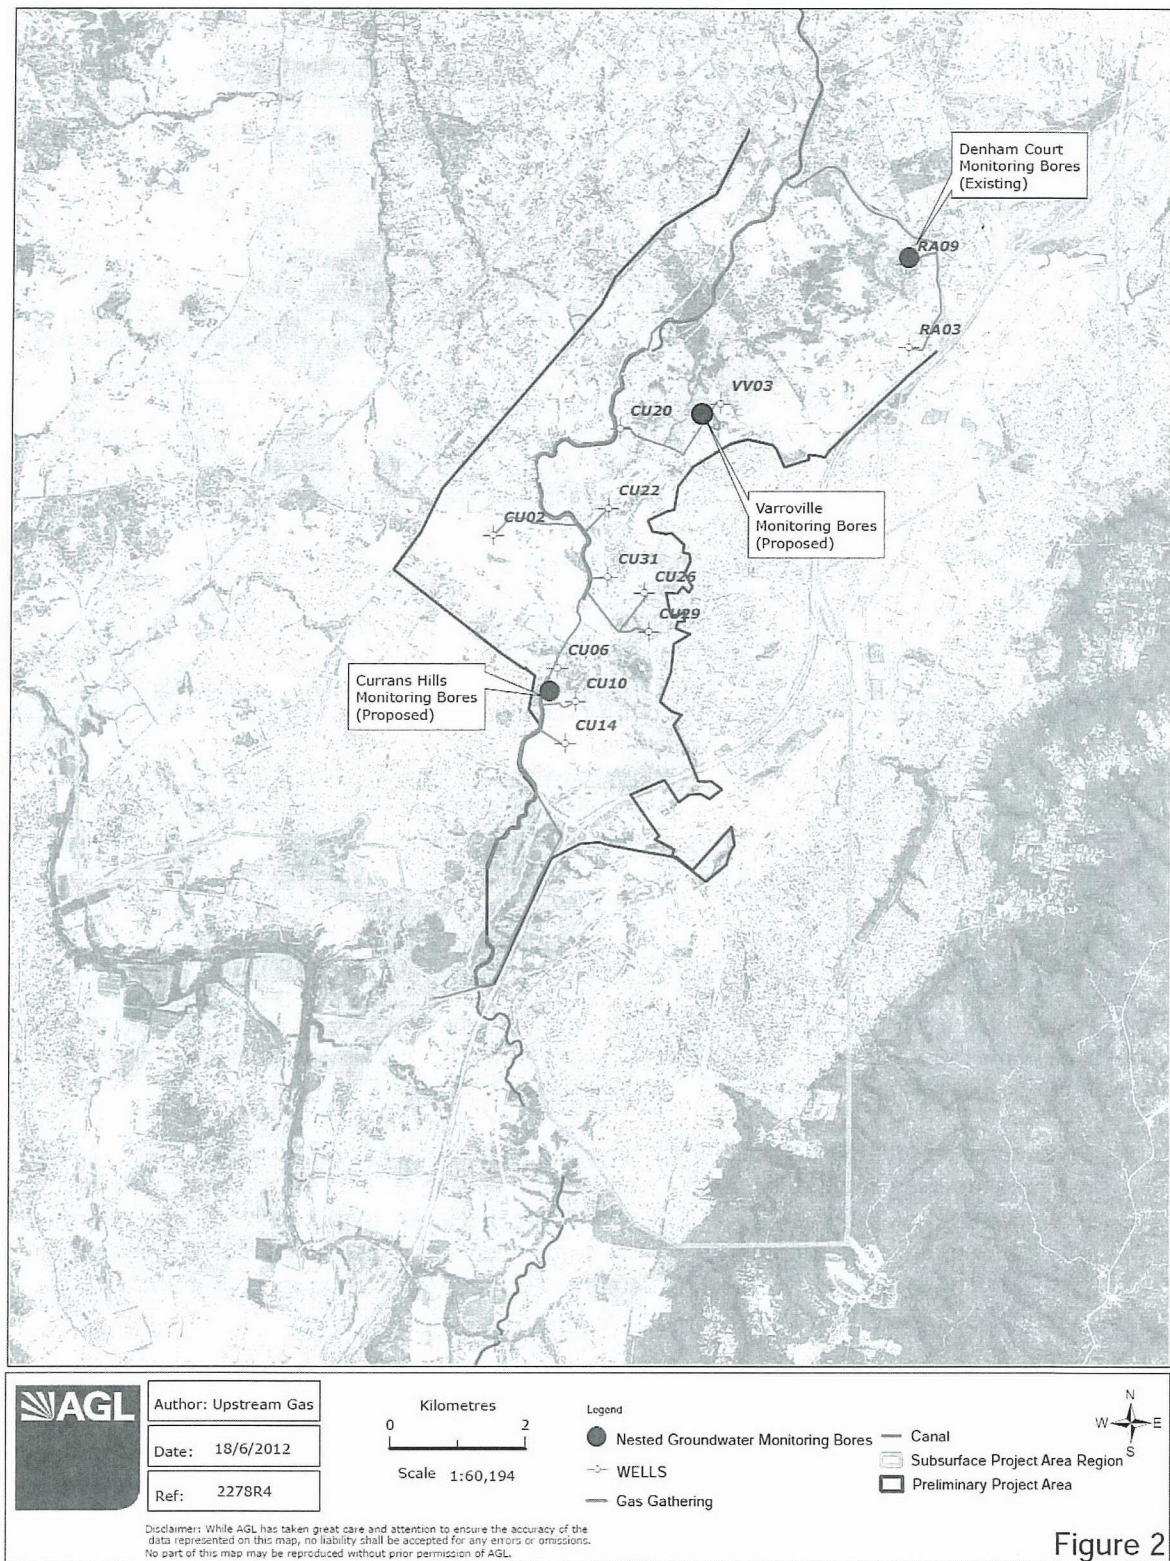 Denham Court
Monitoring Bores
(Existing)
RA09
RA03
VV03
CU20
Varroville
Monitoring Bores
(Proposed)
CU22
CU02
CU31
CU26
CU29
CU06
Currans Hills
Monitoring Bores
(Proposed)
CU10
CU14
AGL
Author: Upstream Gas
Date: 18/6/2012
Ref: 2278R4
Kilometres
0 2
Scale 1:60,194
Legend
Nested Groundwater Monitoring Bores
WELLS
Gas Gathering
Canal
Subsurface Project Area Region
Preliminary Project Area
N
W E
S
Disclaimer: While AGL has taken great care and attention to ensure the accuracy of the
data represented on this map, no liability shall be accepted for any errors or omissions.
No part of this map may be reproduced without prior permission of AGL.
Figure 2